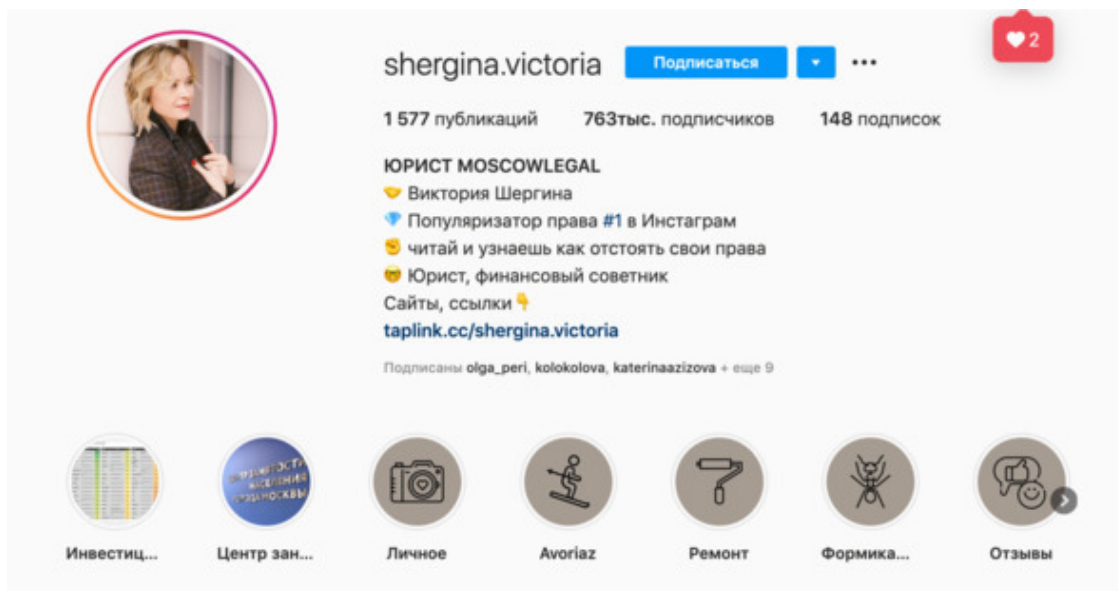 shergina.victoria Подписаться
2
1 577 публикаций 763тыс. подписчиков 148 подписок
ЮРИСТ MOSCOWLEGAL
Виктория Шергина
Популяризатор права #1 в Инстаграм
читай и узнаешь как отстоять свои права
Юрист, финансовый советник
Сайты, ссылки
taplink.cc/shergina.victoria
Подписаны olga_peri, kolokolova, katerinaazizova + еще 9
НАСЕЛЕНИЯ
МОСКВЫ
Инвестиц... Центр зан... Личное Avoriaz Ремонт Формика... Отзывы